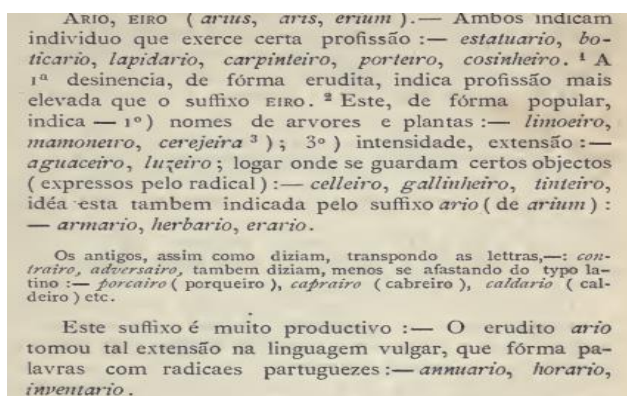 ARIO, EIRO (arius, aris, erium).— Ambos indicam
individuo que exerce certa profissão :— estatuario, bo-
ticario, lapidario, carpinteiro, porteiro, cosinheiro. ¹ A
1ª desinencia, de fórma erudita, indica profissão mais
elevada que o suffixo EIRO. ² Este, de fórma popular,
indica — 1º) nomes de arvores e plantas :— limoeiro,
mamoneiro, cerejeira ³ ) ; 3º ) intensidade, extensão :—
aguaceiro, luzeiro ; logar onde se guardam certos objectos
( expressos pelo radical ) :— celleiro, gallinheiro, tinteiro,
idéa esta tambem indicada pelo suffixo ario ( de arium ) :
— armario, herbario, erario.
Os antigos, assim como diziam, transpondo as lettras,—: con-
trairo, adversairo, tambem diziam, menos se afastando do typo la-
tino :— porcairo ( porqueiro ), caprairo ( cabreiro ), caldario ( cal-
deiro ) etc.
Este suffixo é muito productivo :— O erudito ario
tomou tal extensão na linguagem vulgar, que fórma pa-
lavras com radicaes partuguezes :— annuario, horario,
inventario.